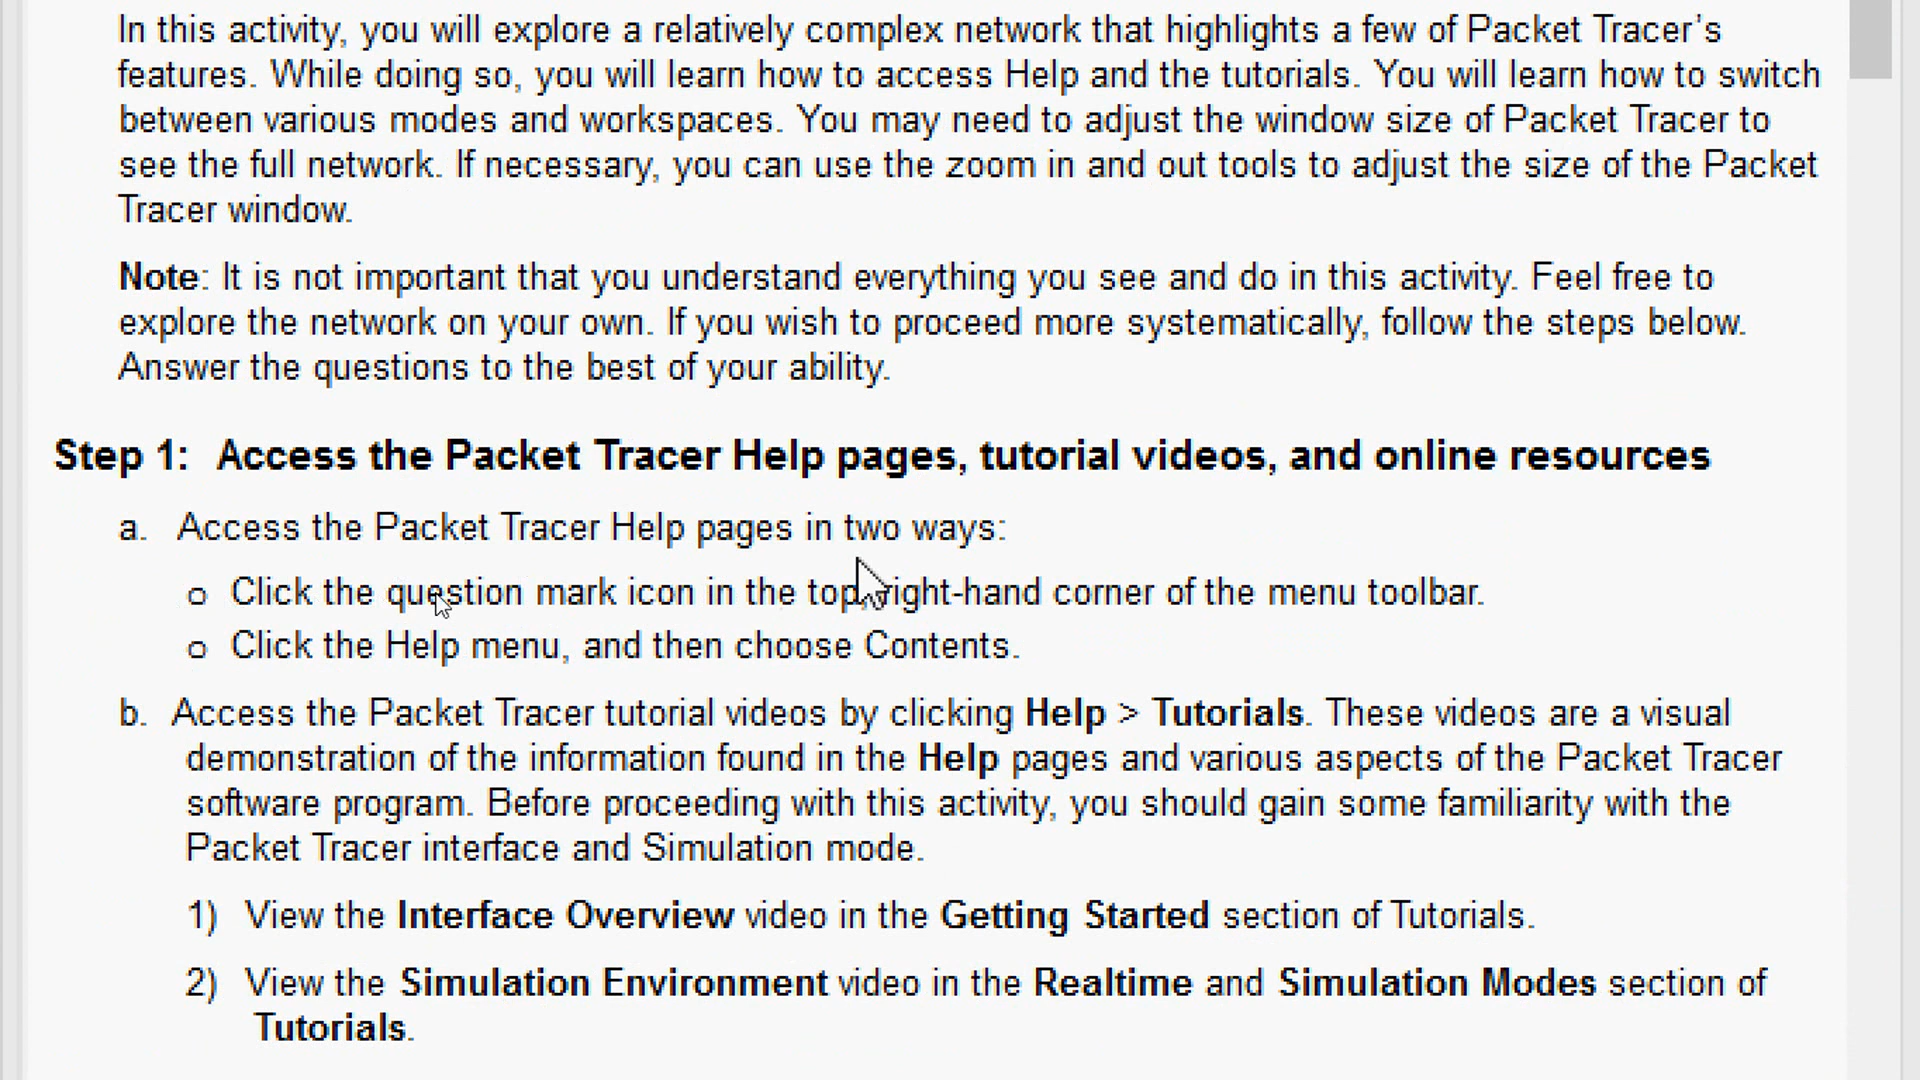 In this activity, you will explore a relatively complex network that highlights a few of Packet Tracer's
features. While doing so, you will learn how to access Help and the tutorials. You will learn how to switch
between various modes and workspaces. You may need to adjust the window size of Packet Tracer to
see the full network. If necessary, you can use the zoom in and out tools to adjust the size of the Packet
Tracer window.
Note: It is not important that you understand everything you see and do in this activity. Feel free to
explore the network on your own. If you wish to proceed more systematically, follow the steps below.
Answer the questions to the best of your ability.
Step 1: Access the Packet Tracer Help pages, tutorial videos, and online resources
a. Access the Packet Tracer Help pages in two ways:
o Click the question mark icon in the top, right-hand corner of the menu toolbar.
o Click the Help menu, and then choose Contents.
b. Access the Packet Tracer tutorial videos by clicking Help > Tutorials. These videos are a visual
demonstration of the information found in the Help pages and various aspects of the Packet Tracer
software program. Before proceeding with this activity, you should gain some familiarity with the
Packet Tracer interface and Simulation mode.
1) View the Interface Overview video in the Getting Started section of Tutorials.
2) View the Simulation Environment video in the Realtime and Simulation Modes section of
Tutorials.